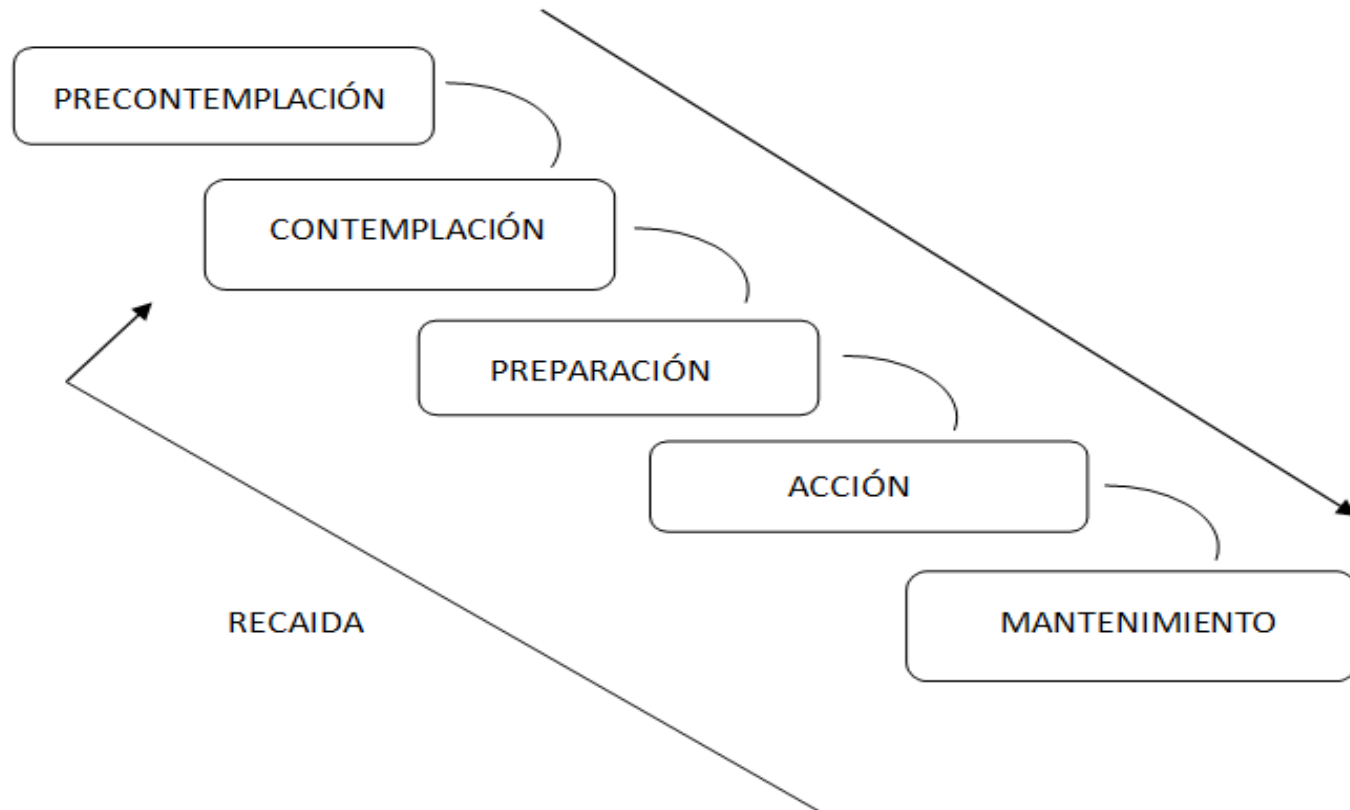 PRECONTEMPLACIÓN
CONTEMPLACIÓN
PREPARACIÓN
ACCIÓN
RECAIDA
MANTENIMIENTO